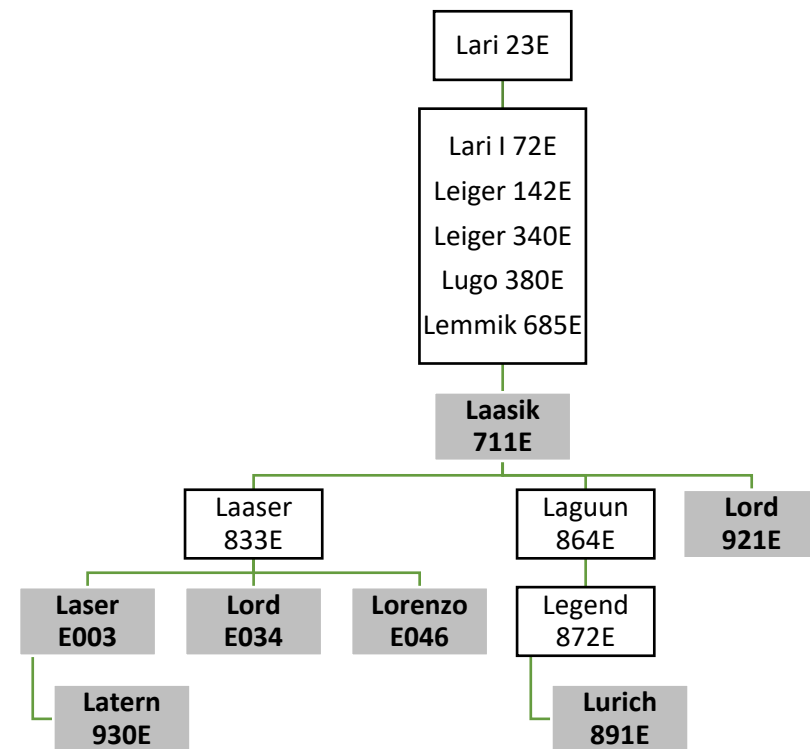 Lari 23E
Lari I 72E
Leiger 142E
Leiger 340E
Lugo 380E
Lemmik 685E
Laasik
711E
Laaser
833E
Laguun
864E
Lord
921E
Laser
E003
Lord
E034
Lorenzo
E046
Legend
872E
Latern
930E
Lurich
891E